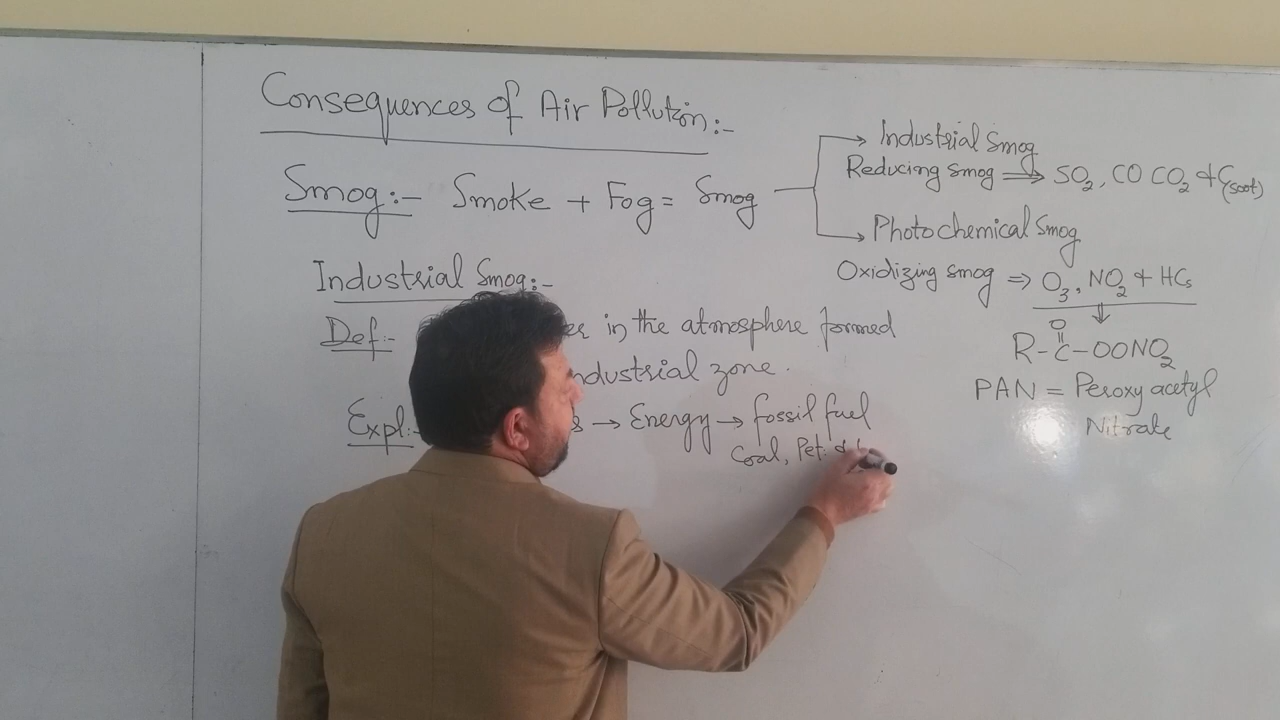 Consequences of Air Pollution:-
Smog:- Smoke + Fog = Smog
Industrial Smog
Reducing Smog ⇒ SO2, CO CO2 & C(soot)
Photochemical Smog
Oxidizing smog ⇒ O3, NO2 + HCs
↓
O
R-C-OONO2
PAN = Peroxy acetyl
Nitrate
Industrial Smog:-
Def:- in the atmosphere formed
industrial zone.
Expl:- → Energy → fossil fuel
Coal, Pet: &